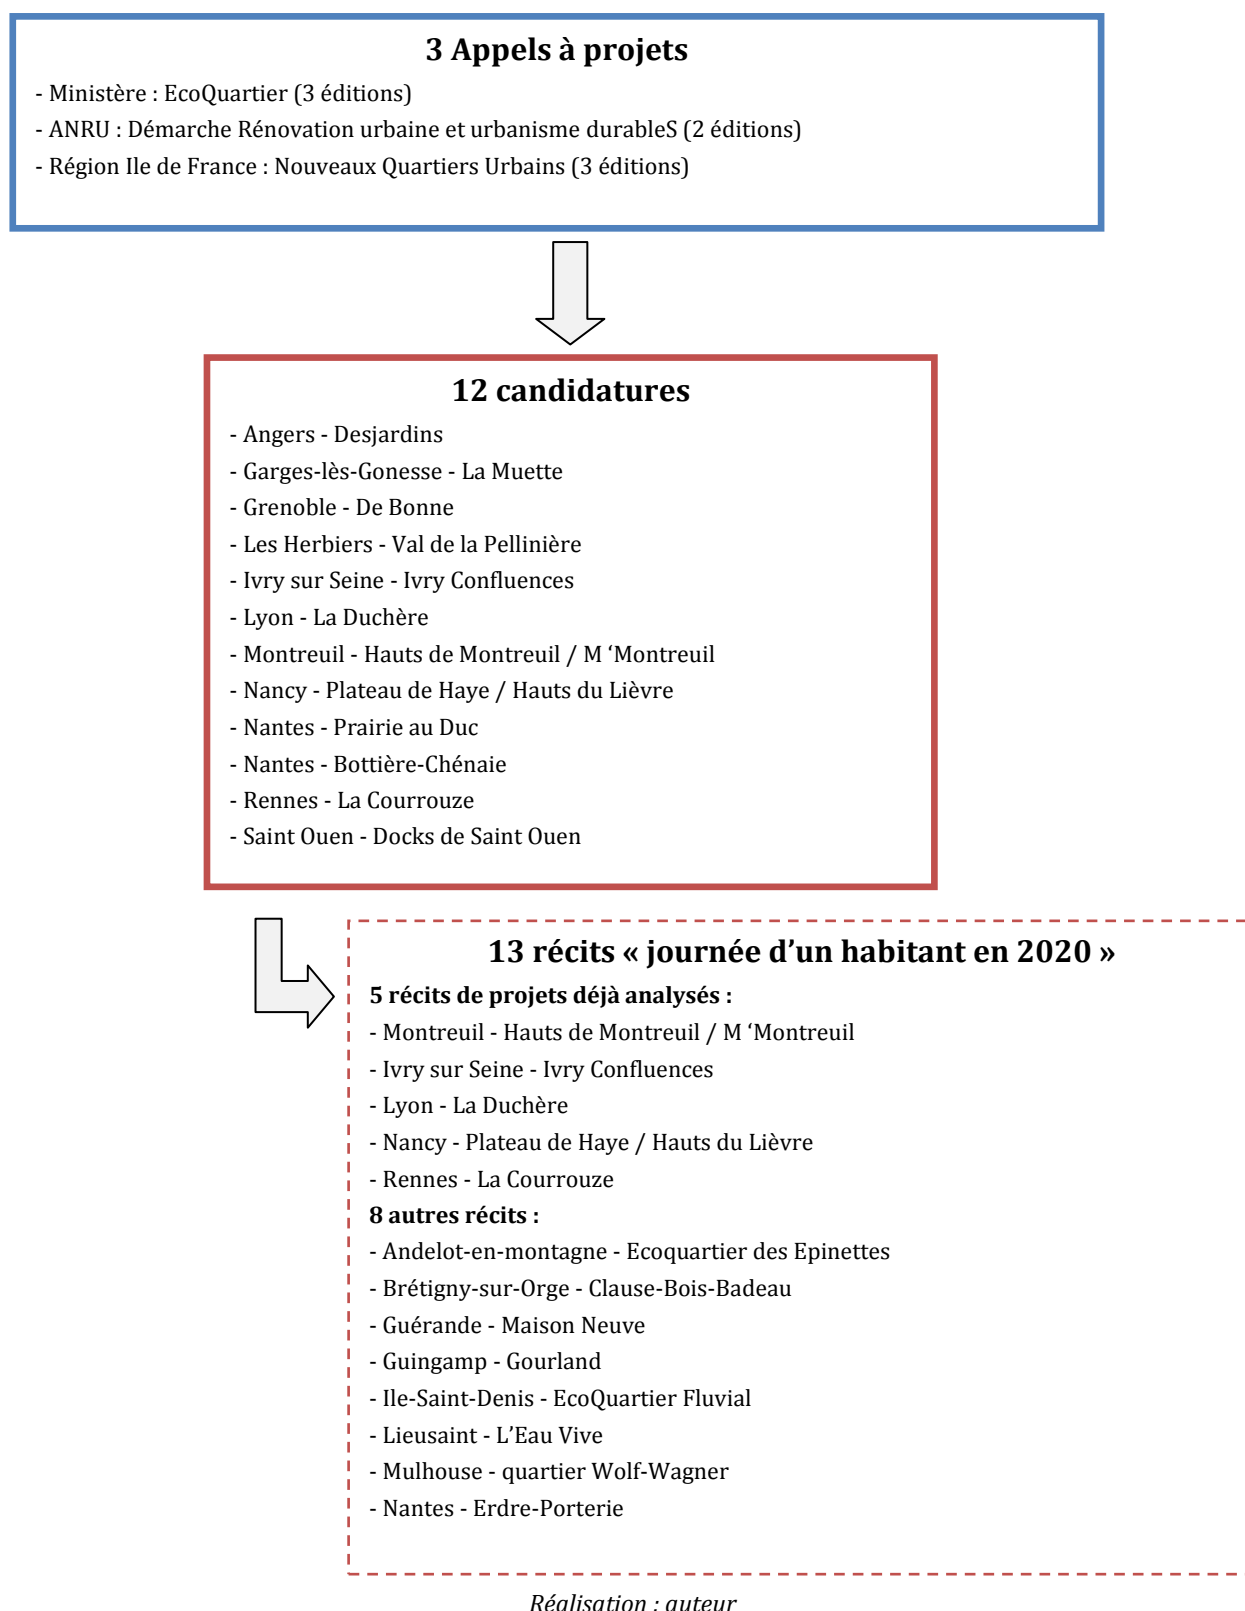 3 Appels à projets
- Ministère : EcoQuartier (3 éditions)
- ANRU : Démarche Rénovation urbaine et urbanisme durableS (2 éditions)
- Région Ile de France : Nouveaux Quartiers Urbains (3 éditions)
12 candidatures
- Angers - Desjardins
- Garges-lès-Gonesse - La Muette
- Grenoble - De Bonne
- Les Herbiers - Val de la Pellinière
- Ivry sur Seine - Ivry Confluences
- Lyon - La Duchère
- Montreuil - Hauts de Montreuil / M ‘Montreuil
- Nancy - Plateau de Haye / Hauts du Lièvre
- Nantes - Prairie au Duc
- Nantes - Bottière-Chénaie
- Rennes - La Courrouze
- Saint Ouen - Docks de Saint Ouen
13 récits « journée d’un habitant en 2020 »
5 récits de projets déjà analysés :
- Montreuil - Hauts de Montreuil / M ‘Montreuil
- Ivry sur Seine - Ivry Confluences
- Lyon - La Duchère
- Nancy - Plateau de Haye / Hauts du Lièvre
- Rennes - La Courrouze
8 autres récits :
- Andelot-en-montagne - Ecoquartier des Epinettes
- Brétigny-sur-Orge - Clause-Bois-Badeau
- Guérande - Maison Neuve
- Guingamp - Gourland
- Ile-Saint-Denis - EcoQuartier Fluvial
- Lieusaint - L’Eau Vive
- Mulhouse - quartier Wolf-Wagner
- Nantes - Erdre-Porterie
Réalisation : auteur